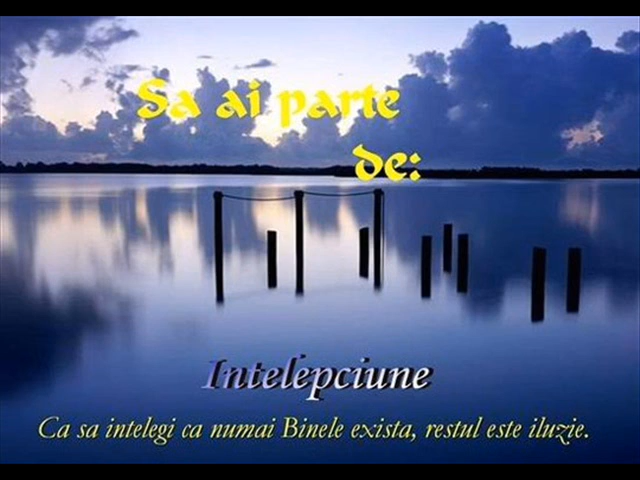 Sa ai parte
de:
Intelepciune
Ca sa intelegi ca numai Binele exista, restul este iluzie.